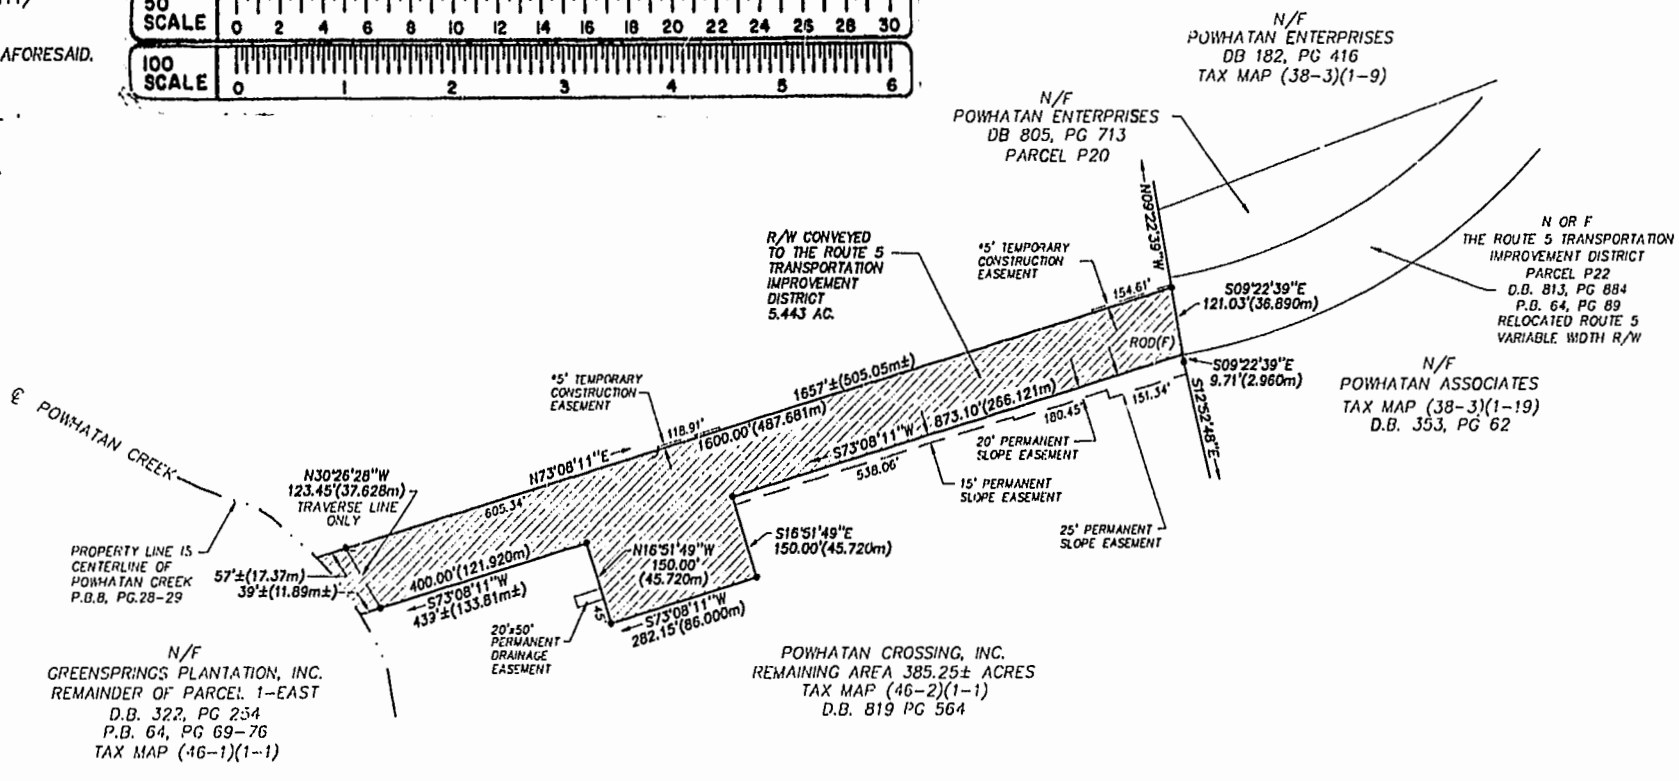 AFORESAID.
50
SCALE
0 2 4 6 8 10 12 14 16 18 20 22 24 26 28 30
100
SCALE
0 1 2 3 4 5 6
N/F
POWHATAN ENTERPRISES
DB 182, PG 416
TAX MAP (38-3)(1-9)
N/F
POWHATAN ENTERPRISES
DB 805, PG 713
PARCEL P20
N09°22'39"W
R/W CONVEYED
TO THE ROUTE 5
TRANSPORTATION
IMPROVEMENT
DISTRICT
5.443 AC.
*5' TEMPORARY
CONSTRUCTION
EASEMENT
154.61'
S09°22'39"E
121.03'(36.890m)
N OR F
THE ROUTE 5 TRANSPORTATION
IMPROVEMENT DISTRICT
PARCEL P22
D.B. 813, PG 884
P.B. 64, PG 89
RELOCATED ROUTE 5
VARIABLE WIDTH R/W
ROD(F)
S09°22'39"E
9.71'(2.960m)
N/F
POWHATAN ASSOCIATES
TAX MAP (38-3)(1-19)
D.B. 353, PG 62
S12°52'48"E
*5' TEMPORARY
CONSTRUCTION
EASEMENT
118.91'
1657'±(505.05m±)
1600.00'(487.681m)
N73°08'11"E
605.34'
S73°08'11"W
873.10'(266.121m)
538.06'
180.45'
151.34'
20' PERMANENT
SLOPE EASEMENT
15' PERMANENT
SLOPE EASEMENT
25' PERMANENT
SLOPE EASEMENT
℄ POWHATAN CREEK
N30°26'28"W
123.45'(37.628m)
TRAVERSE LINE
ONLY
PROPERTY LINE IS
CENTERLINE OF
POWHATAN CREEK
P.B.8, PG.28-29
57'±(17.37m)
39'±(11.89m±)
400.00'(121.920m)
S73°08'11"W
439'±(133.81m±)
N16°51'49"W
150.00'
(45.720m)
S16°51'49"E
150.00'(45.720m)
45'
S73°08'11"W
282.15'(86.000m)
20'x50'
PERMANENT
DRAINAGE
EASEMENT
N/F
GREENSPRINGS PLANTATION, INC.
REMAINDER OF PARCEL 1-EAST
D.B. 322, PG 254
P.B. 64, PG 69-76
TAX MAP (46-1)(1-1)
POWHATAN CROSSING, INC.
REMAINING AREA 385.25± ACRES
TAX MAP (46-2)(1-1)
D.B. 819 PG 564